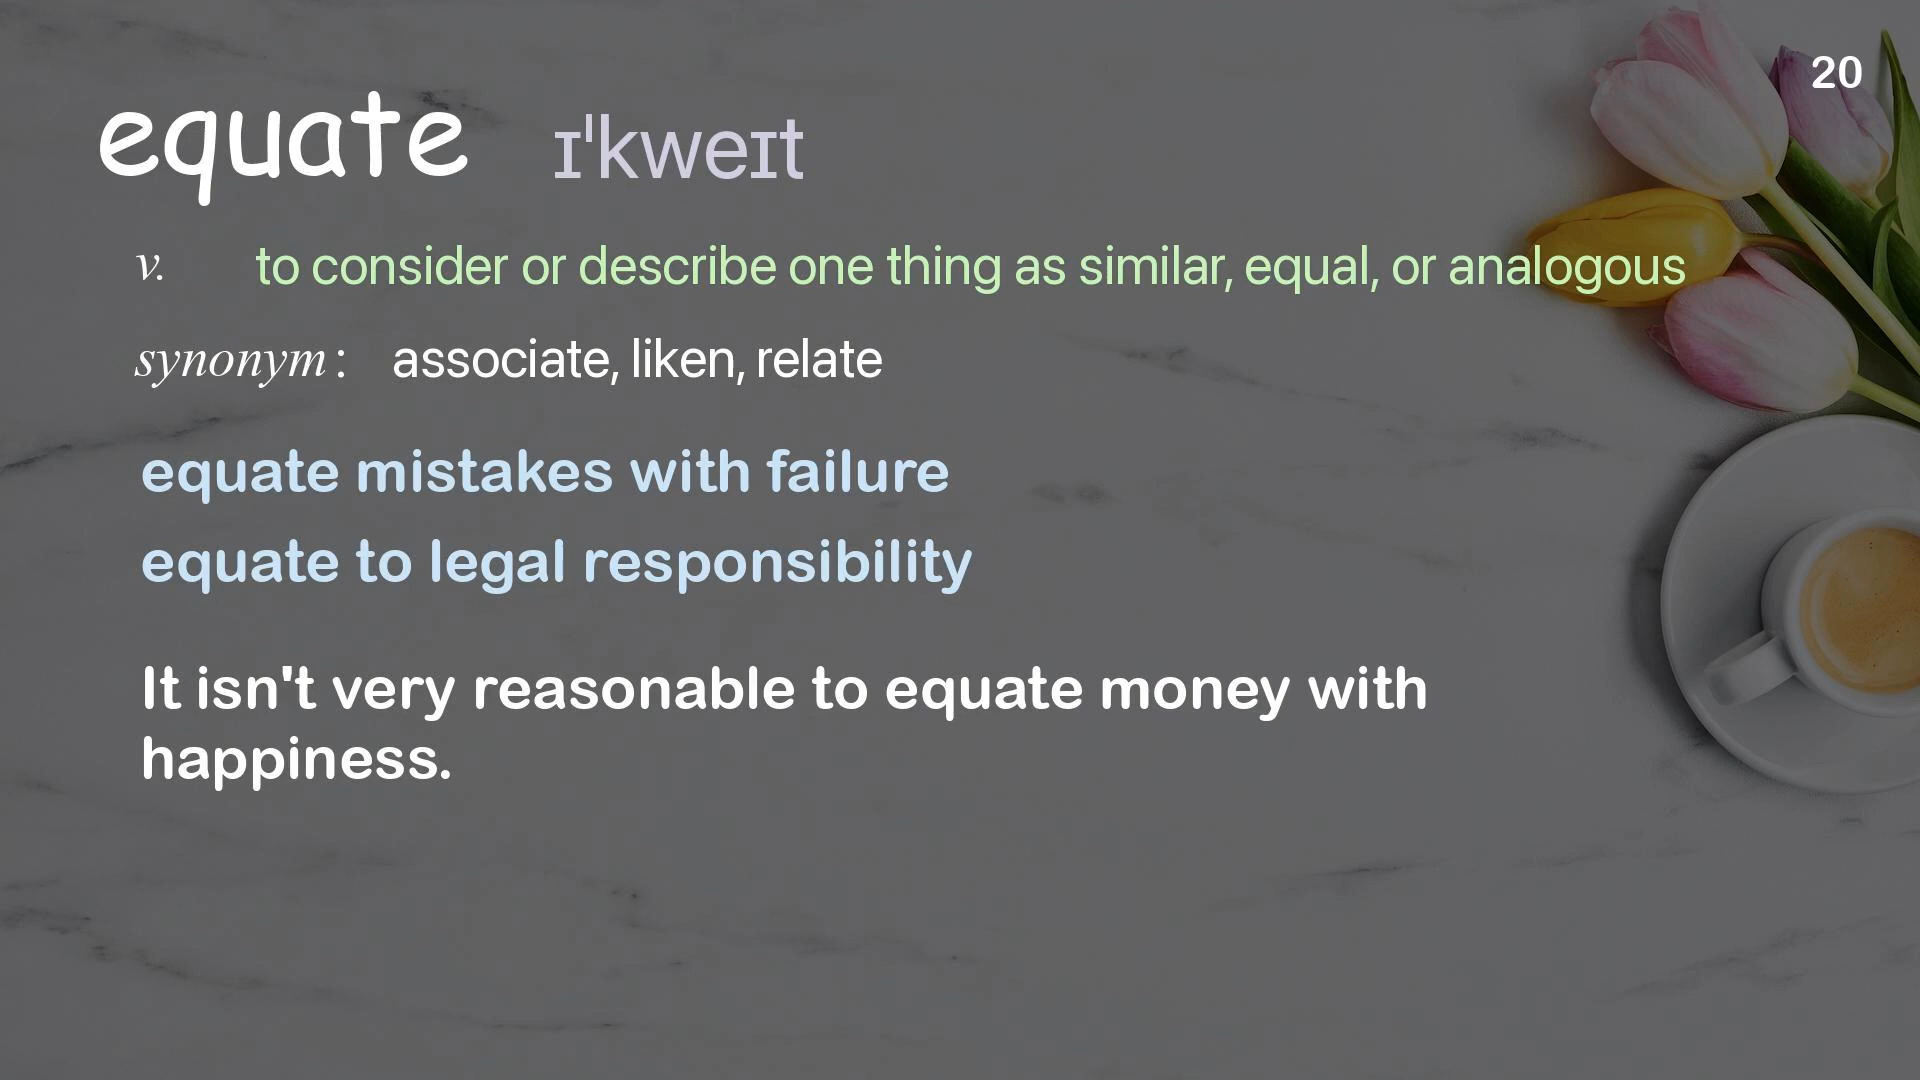 20
equate ɪˈkweɪt
v. to consider or describe one thing as similar, equal, or analogous
synonym: associate, liken, relate
equate mistakes with failure
equate to legal responsibility
It isn't very reasonable to equate money with
happiness.